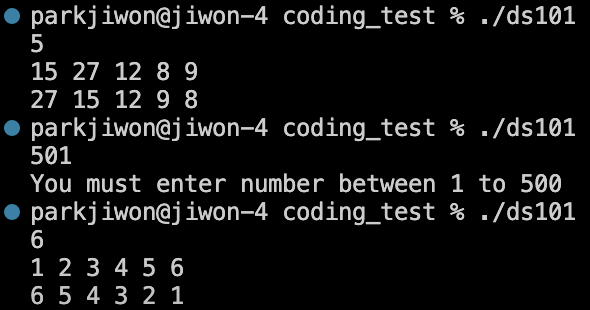 parkjiwon@jiwon-4 coding_test % ./ds101
5
15 27 12 8 9
27 15 12 9 8
parkjiwon@jiwon-4 coding_test % ./ds101
501
You must enter number between 1 to 500
parkjiwon@jiwon-4 coding_test % ./ds101
6
1 2 3 4 5 6
6 5 4 3 2 1